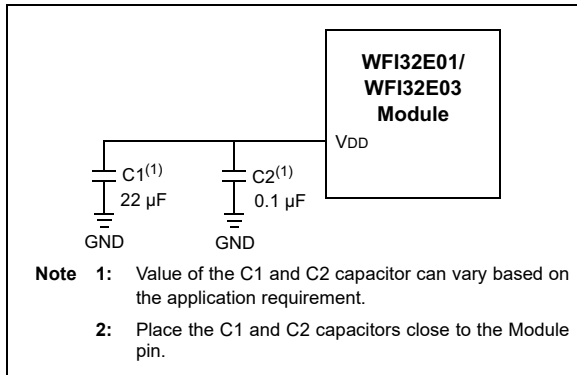 WFI32E01/
WFI32E03
Module
VDD
C1(1)
22 µF
GND
C2(1)
0.1 µF
GND
Note 1: Value of the C1 and C2 capacitor can vary based on
the application requirement.
2: Place the C1 and C2 capacitors close to the Module
pin.